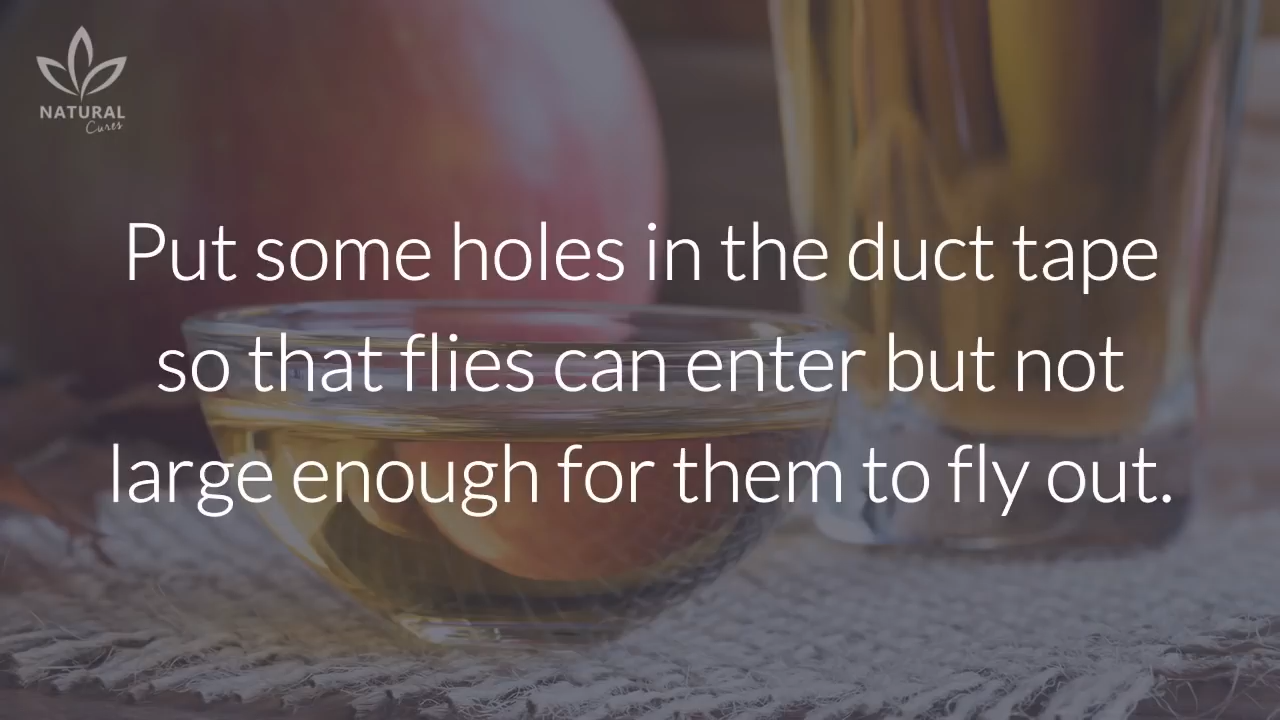 NATURAL
Cures
Put some holes in the duct tape
so that flies can enter but not
large enough for them to fly out.